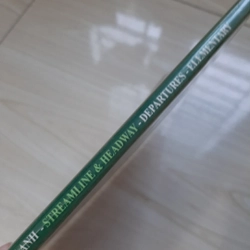 ANH - STREAMLINE & HEADWAY - DEPARTURES - ELEMENTARY